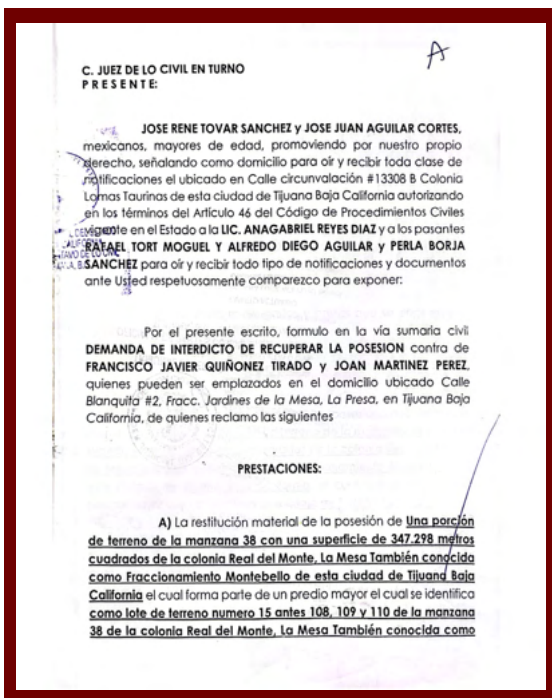 A
C. JUEZ DE LO CIVIL EN TURNO
P R E S E N T E:
JOSE RENE TOVAR SANCHEZ y JOSE JUAN AGUILAR CORTES,
mexicanos, mayores de edad, promoviendo por nuestro propio
derecho, señalando como domicilio para oír y recibir toda clase de
notificaciones el ubicado en Calle circunvalación #13308 B Colonia
Lomas Taurinas de esta ciudad de Tijuana Baja California autorizando
en los términos del Artículo 46 del Código de Procedimientos Civiles
vigente en el Estado a la LIC. ANAGABRIEL REYES DIAZ y a los pasantes
RAFAEL TORT MOGUEL Y ALFREDO DIEGO AGUILAR y PERLA BORJA
SANCHEZ para oír y recibir todo tipo de notificaciones y documentos
ante Usted respetuosamente comparezco para exponer:
Por el presente escrito, formulo en la vía sumaria civil
DEMANDA DE INTERDICTO DE RECUPERAR LA POSESION contra de
FRANCISCO JAVIER QUIÑONEZ TIRADO y JOAN MARTINEZ PEREZ,
quienes pueden ser emplazados en el domicilio ubicado Calle
Blanquita #2, Fracc. Jardines de la Mesa, La Presa, en Tijuana Baja
California, de quienes reclamo las siguientes
PRESTACIONES:
A) La restitución material de la posesión de Una porción
de terreno de la manzana 38 con una superficie de 347.298 metros
cuadrados de la colonia Real del Monte, La Mesa También conocida
como Fraccionamiento Montebello de esta ciudad de Tijuana Baja
California el cual forma parte de un predio mayor el cual se identifica
como lote de terreno numero 15 antes 108, 109 y 110 de la manzana
38 de la colonia Real del Monte, La Mesa También conocida como